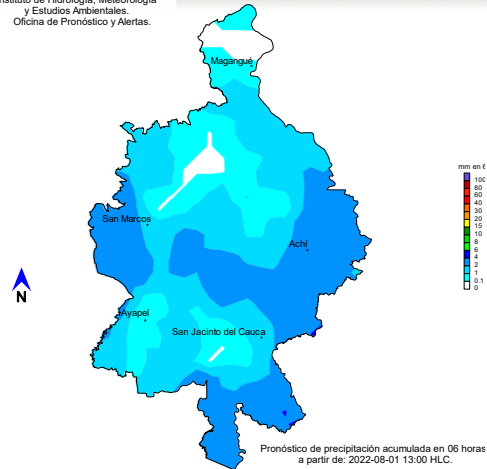 Instituto de Hidrología, Meteorología
y Estudios Ambientales.
Oficina de Pronóstico y Alertas.
Magangué
San Marcos
Achí
Ayapel
San Jacinto del Cauca
N
mm en 6
100
80
60
40
30
20
15
10
8
6
4
2
1
0.1
0
Pronóstico de precipitación acumulada en 06 horas
a partir de: 2022-08-01 13:00 HLC.